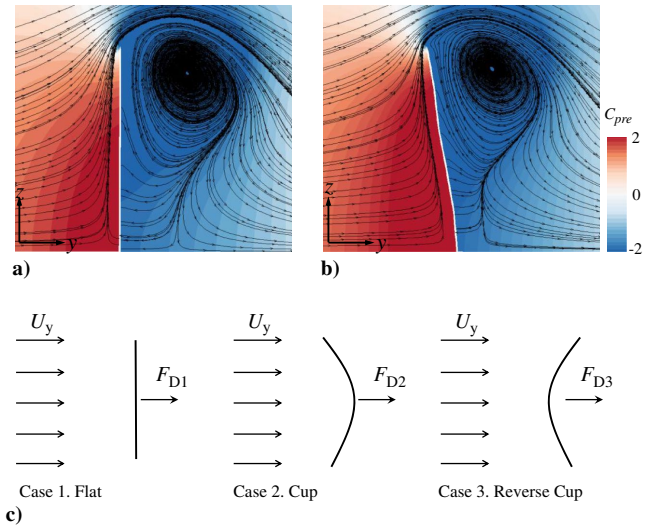 z
y
a)
z
y
b)
C_pre
2
0
-2
U_y
U_y
U_y
F_D1
F_D2
F_D3
Case 1. Flat
Case 2. Cup
Case 3. Reverse Cup
c)